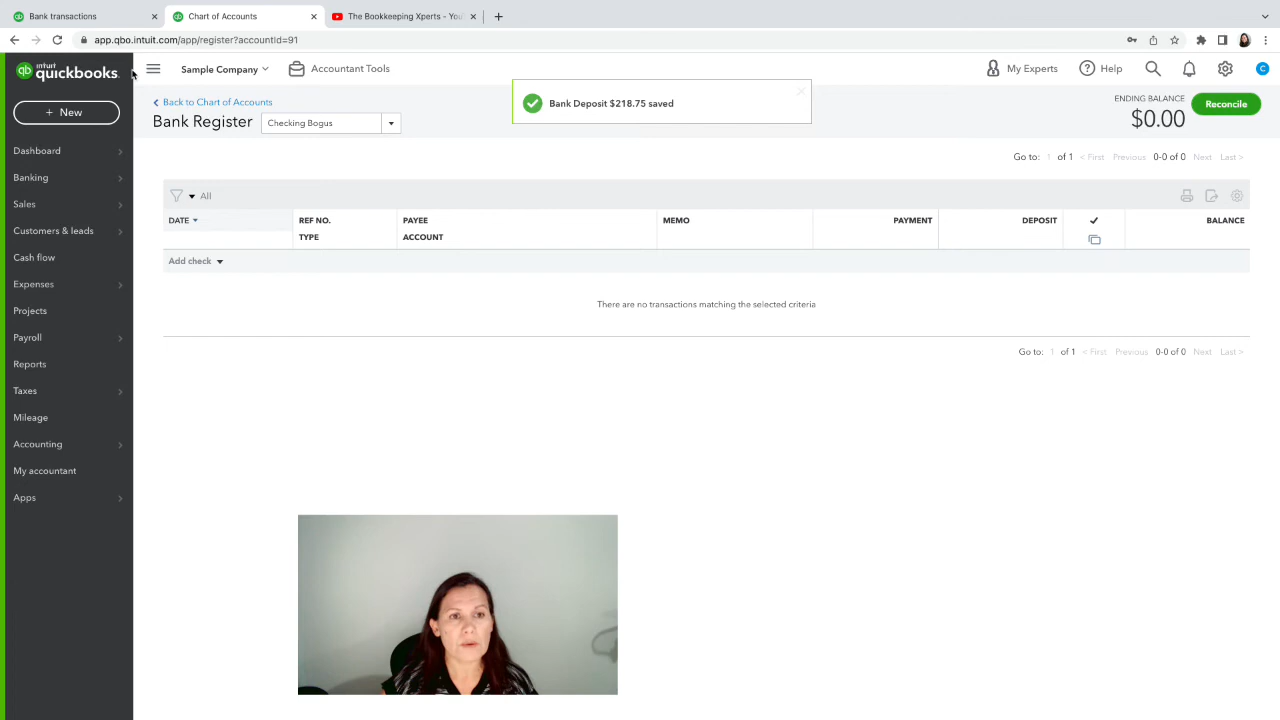 Bank transactions
Chart of Accounts
The Bookkeeping Xperts - You
app.qbo.intuit.com/app/register?accountId=91
intuit quickbooks.
Sample Company
Accountant Tools
My Experts
Help
C
+ New
Dashboard
Banking
Sales
Customers & leads
Cash flow
Expenses
Projects
Payroll
Reports
Taxes
Mileage
Accounting
My accountant
Apps
Back to Chart of Accounts
Bank Register
Checking Bogus
Bank Deposit $218.75 saved
ENDING BALANCE
$0.00
Reconcile
Go to: 1 of 1 < First Previous 0-0 of 0 Next Last >
All
DATE
REF NO.
TYPE
PAYEE
ACCOUNT
MEMO
PAYMENT
DEPOSIT
BALANCE
Add check
There are no transactions matching the selected criteria
Go to: 1 of 1 < First Previous 0-0 of 0 Next Last >